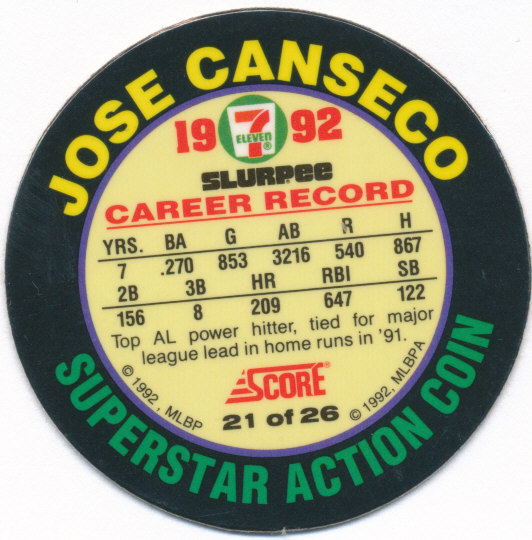 JOSE CANSECO
19 7 ELEVEN ® 92
SLURPEE
CAREER RECORD
YRS. BA G AB R H
7 .270 853 3216 540 867
2B 3B HR RBI SB
156 8 209 647 122
Top AL power hitter, tied for major
league lead in home runs in '91.
© 1992, MLBP
SCORE®
21 of 26
© 1992, MLBPA
SUPERSTAR ACTION COIN